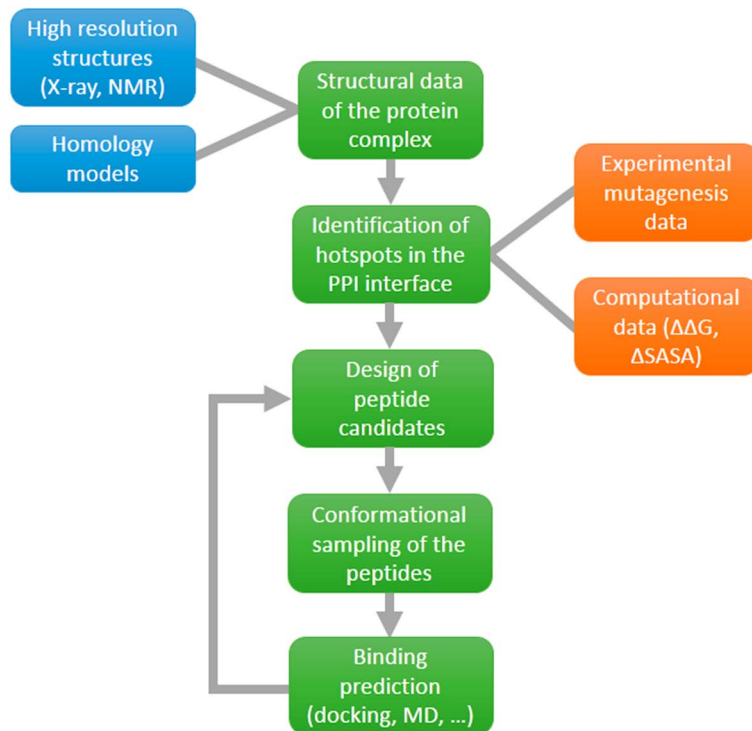 High resolution
structures
(X-ray, NMR)
Homology
models
Structural data
of the protein
complex
Identification of
hotspots in the
PPI interface
Experimental
mutagenesis
data
Computational
data (ΔΔG,
ΔSASA)
Design of
peptide
candidates
Conformational
sampling of the
peptides
Binding
prediction
(docking, MD, ...)